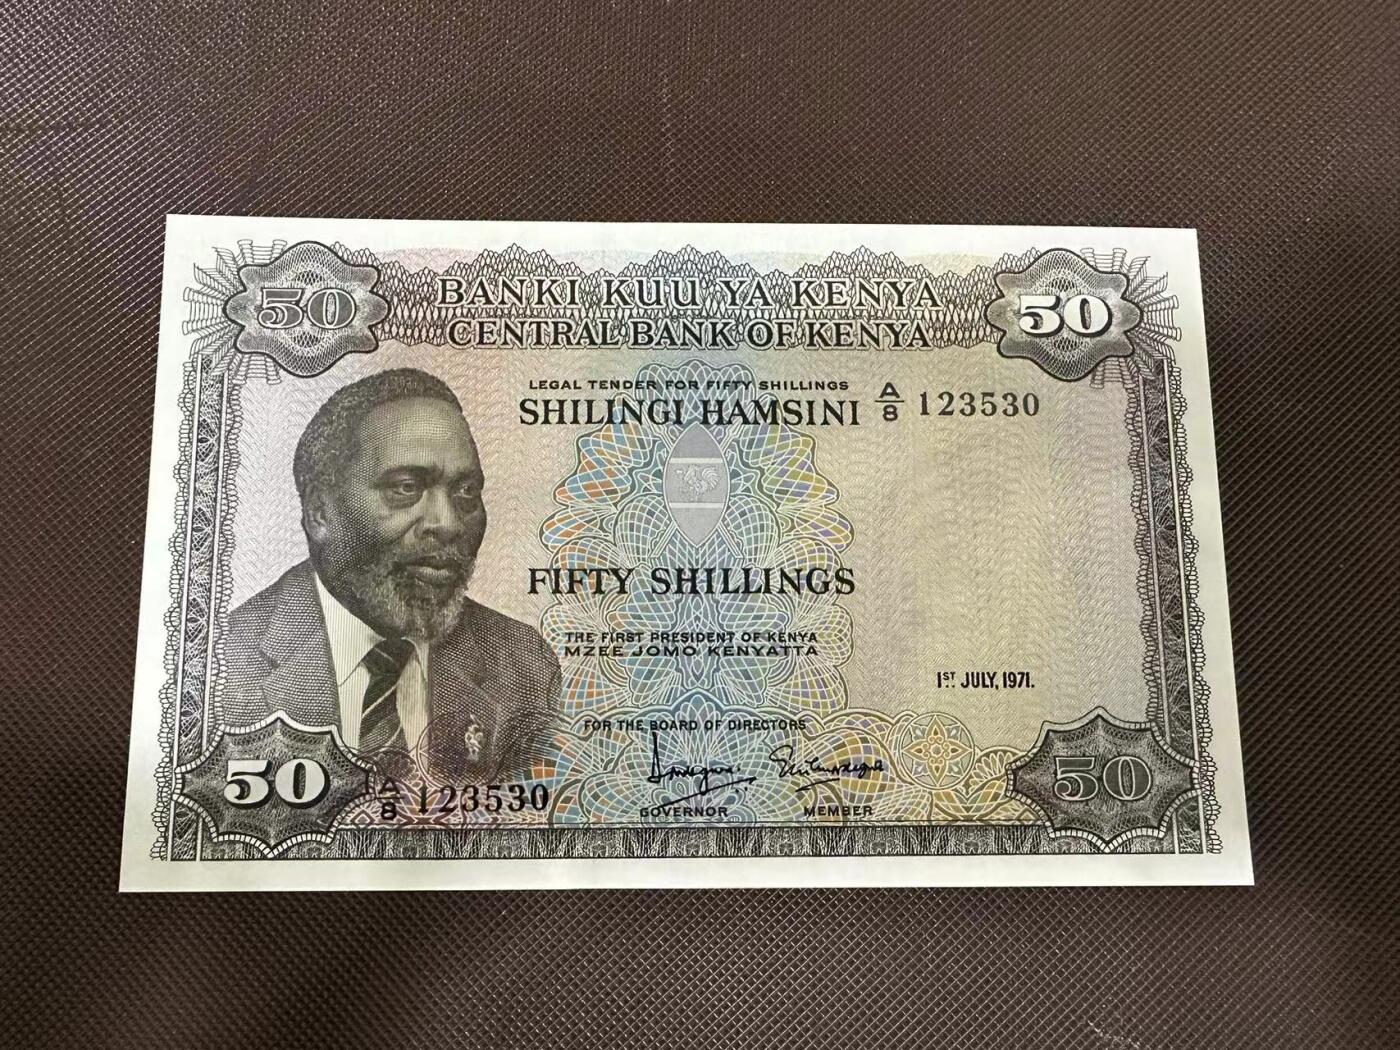 50
50
BANKI KUU YA KENYA
CENTRAL BANK OF KENYA
LEGAL TENDER FOR FIFTY SHILLINGS
SHILINGI HAMSINI
A/8 123530
FIFTY SHILLINGS
THE FIRST PRESIDENT OF KENYA
MZEE JOMO KENYATTA
1ST JULY, 1971.
FOR THE BOARD OF DIRECTORS
50
A/8 123530
GOVERNOR
MEMBER
50